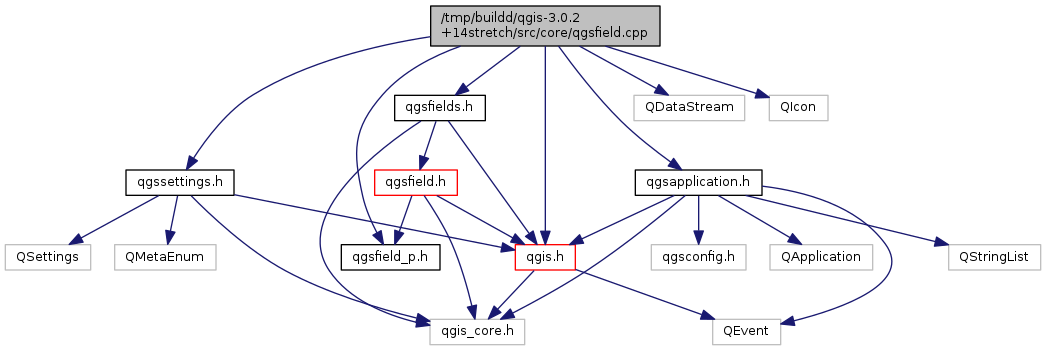 /tmp/buildd/qgis-3.0.2
+14stretch/src/core/qgsfield.cpp
qgsfields.h
QDataStream
QIcon
qgssettings.h
qgsfield.h
qgsapplication.h
QSettings
QMetaEnum
qgsfield_p.h
qgis.h
qgsconfig.h
QApplication
QStringList
qgis_core.h
QEvent